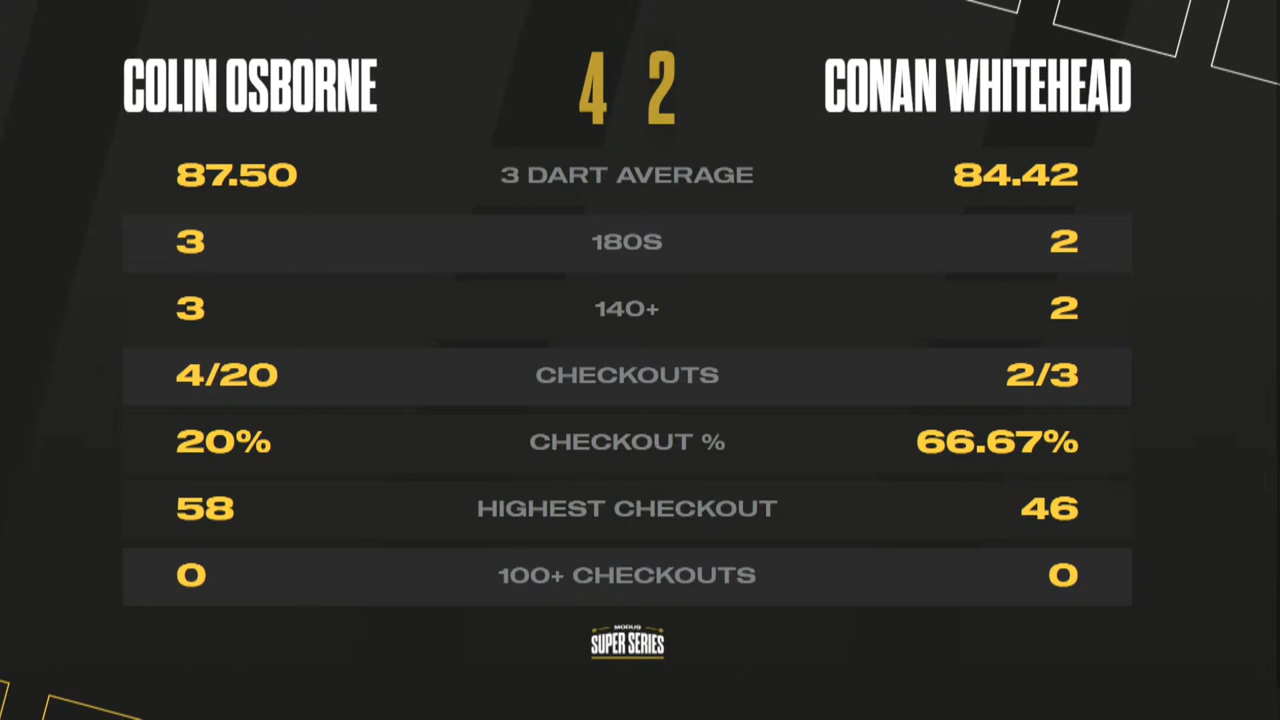 COLIN OSBORNE 4 2 CONAN WHITEHEAD
87.50 3 DART AVERAGE 84.42
3 180S 2
3 140+ 2
4/20 CHECKOUTS 2/3
20% CHECKOUT % 66.67%
58 HIGHEST CHECKOUT 46
0 100+ CHECKOUTS 0
MODUS
SUPER SERIES